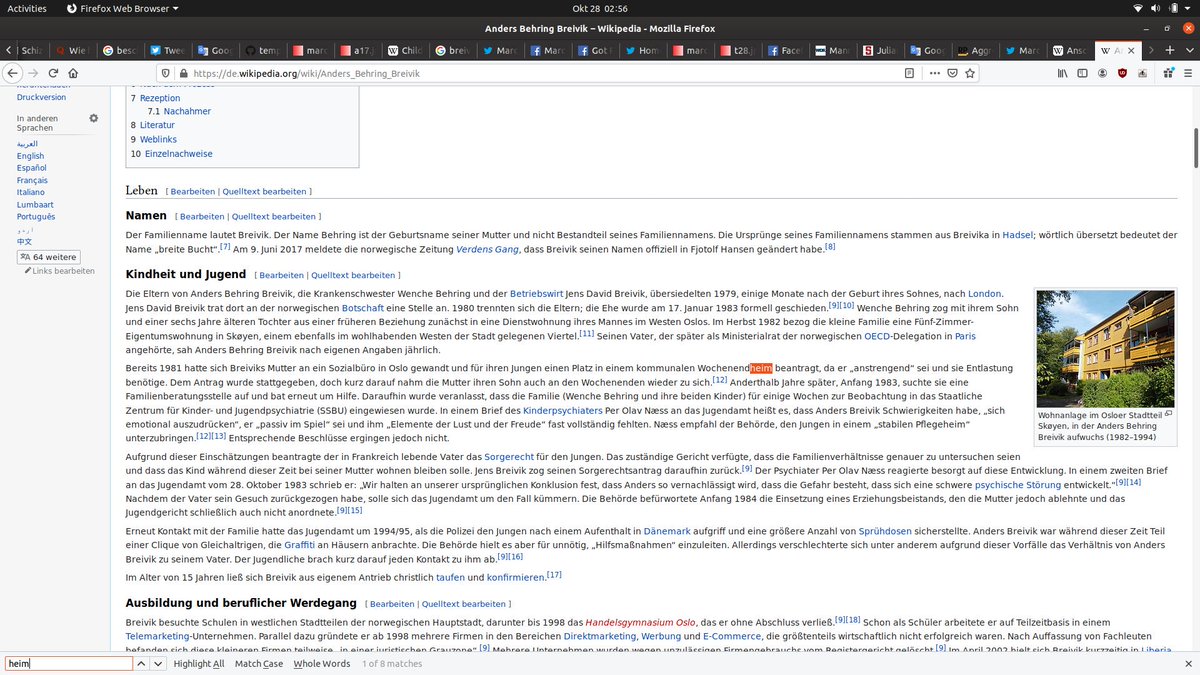 Activities Firefox Web Browser Okt 28 02:56
Anders Behring Breivik – Wikipedia - Mozilla Firefox
Schiz Wie besc Twee Goo temp marc a17.j Chilc breiv Marc Marc Got F Hom marc t28.j Face Man Julia Goo Aggr Marc Ansc
https://de.wikipedia.org/wiki/Anders_Behring_Breivik
Druckversion
In anderen
Sprachen
العربية
English
Español
Français
Italiano
Lumbaart
Português
اردو
中文
64 weitere
Links bearbeiten
7 Rezeption
7.1 Nachahmer
8 Literatur
9 Weblinks
10 Einzelnachweise
Leben [ Bearbeiten | Quelltext bearbeiten ]
Namen [ Bearbeiten | Quelltext bearbeiten ]
Der Familienname lautet Breivik. Der Name Behring ist der Geburtsname seiner Mutter und nicht Bestandteil seines Familiennamens. Die Ursprünge seines Familiennamens stammen aus Breivika in Hadsel; wörtlich übersetzt bedeutet der
Name „breite Bucht“.[7] Am 9. Juni 2017 meldete die norwegische Zeitung Verdens Gang, dass Breivik seinen Namen offiziell in Fjotolf Hansen geändert habe.[8]
Kindheit und Jugend [ Bearbeiten | Quelltext bearbeiten ]
Die Eltern von Anders Behring Breivik, die Krankenschwester Wenche Behring und der Betriebswirt Jens David Breivik, übersiedelten 1979, einige Monate nach der Geburt ihres Sohnes, nach London.
Jens David Breivik trat dort an der norwegischen Botschaft eine Stelle an. 1980 trennten sich die Eltern; die Ehe wurde am 17. Januar 1983 formell geschieden.[9][10] Wenche Behring zog mit ihrem Sohn
und einer sechs Jahre älteren Tochter aus einer früheren Beziehung zunächst in eine Dienstwohnung ihres Mannes im Westen Oslos. Im Herbst 1982 bezog die kleine Familie eine Fünf-Zimmer-
Eigentumswohnung in Skøyen, einem ebenfalls im wohlhabenden Westen der Stadt gelegenen Viertel.[11] Seinen Vater, der später als Ministerialrat der norwegischen OECD-Delegation in Paris
angehörte, sah Anders Behring Breivik nach eigenen Angaben jährlich.
Bereits 1981 hatte sich Breiviks Mutter an ein Sozialbüro in Oslo gewandt und für ihren Jungen einen Platz in einem kommunalen Wochenendheim beantragt, da er „anstrengend“ sei und sie Entlastung
benötige. Dem Antrag wurde stattgegeben, doch kurz darauf nahm die Mutter ihren Sohn auch an den Wochenenden wieder zu sich.[12] Anderthalb Jahre später, Anfang 1983, suchte sie eine
Familienberatungsstelle auf und bat erneut um Hilfe. Daraufhin wurde veranlasst, dass die Familie (Wenche Behring und ihre beiden Kinder) für einige Wochen zur Beobachtung in das Staatliche
Zentrum für Kinder- und Jugendpsychiatrie (SSBU) eingewiesen wurde. In einem Brief des Kinderpsychiaters Per Olav Næss an das Jugendamt heißt es, dass Anders Breivik Schwierigkeiten habe, „sich
emotional auszudrücken“, er „passiv im Spiel“ sei und ihm „Elemente der Lust und der Freude“ fast vollständig fehlten. Næss empfahl der Behörde, den Jungen in einem „stabilen Pflegeheim“
unterzubringen.[12][13] Entsprechende Beschlüsse ergingen jedoch nicht.
Wohnanlage im Osloer Stadtteil
Skøyen, in der Anders Behring
Breivik aufwuchs (1982–1994)
Aufgrund dieser Einschätzungen beantragte der in Frankreich lebende Vater das Sorgerecht für den Jungen. Das zuständige Gericht verfügte, dass die Familienverhältnisse genauer zu untersuchen seien
und dass das Kind während dieser Zeit bei seiner Mutter wohnen bleiben solle. Jens Breivik zog seinen Sorgerechtsantrag daraufhin zurück.[9] Der Psychiater Per Olav Næss reagierte besorgt auf diese Entwicklung. In einem zweiten Brief
an das Jugendamt vom 28. Oktober 1983 schrieb er: „Wir halten an unserer ursprünglichen Konklusion fest, dass Anders so vernachlässigt wird, dass die Gefahr besteht, dass sich eine schwere psychische Störung entwickelt.“[9][14]
Nachdem der Vater sein Gesuch zurückgezogen habe, solle sich das Jugendamt um den Fall kümmern. Die Behörde befürwortete Anfang 1984 die Einsetzung eines Erziehungsbeistands, den die Mutter jedoch ablehnte und das
Jugendgericht schließlich auch nicht anordnete.[9][15]
Erneut Kontakt mit der Familie hatte das Jugendamt um 1994/95, als die Polizei den Jungen nach einem Aufenthalt in Dänemark aufgriff und eine größere Anzahl von Sprühdosen sicherstellte. Anders Breivik war während dieser Zeit Teil
einer Clique von Gleichaltrigen, die Graffiti an Häusern anbrachte. Die Behörde hielt es aber für unnötig, „Hilfsmaßnahmen“ einzuleiten. Allerdings verschlechterte sich unter anderem aufgrund dieser Vorfälle das Verhältnis von Anders
Breivik zu seinem Vater. Der Jugendliche brach kurz darauf jeden Kontakt zu ihm ab.[9][16]
Im Alter von 15 Jahren ließ sich Breivik aus eigenem Antrieb christlich taufen und konfirmieren.[17]
Ausbildung und beruflicher Werdegang [ Bearbeiten | Quelltext bearbeiten ]
Breivik besuchte Schulen in westlichen Stadtteilen der norwegischen Hauptstadt, darunter bis 1998 das Handelsgymnasium Oslo, das er ohne Abschluss verließ.[9][18] Schon als Schüler arbeitete er auf Teilzeitbasis in einem
Telemarketing-Unternehmen. Parallel dazu gründete er ab 1998 mehrere Firmen in den Bereichen Direktmarketing, Werbung und E-Commerce, die größtenteils wirtschaftlich nicht erfolgreich waren. Nach Auffassung von Fachleuten
befanden sich diese kleineren Firmen teilweise „in einer juristischen Grauzone“.[9] Mehrere Unternehmen wurden wegen unzulässigen Firmengebrauchs vom Registergericht gelöscht.[9] Im April 2002 hielt sich Breivik kurzzeitig in Liberia
heim Highlight All Match Case Whole Words 1 of 8 matches